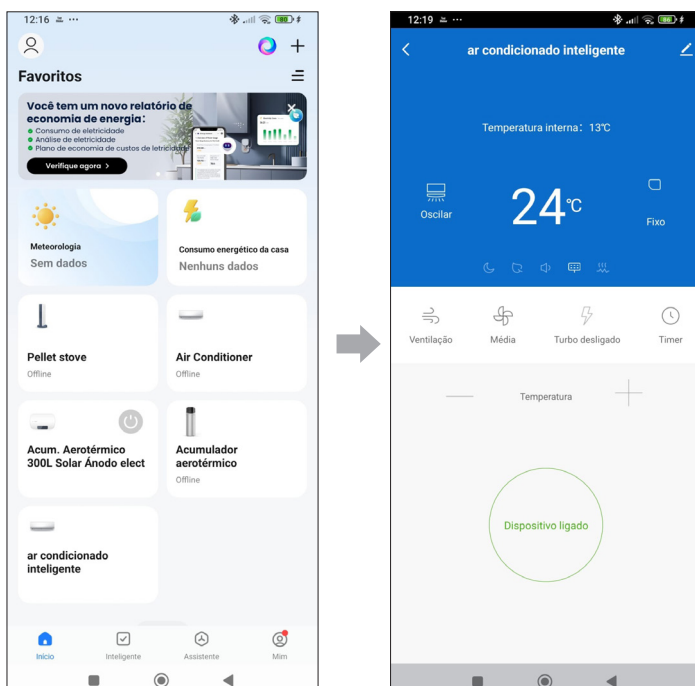 12:16
80
Favoritos
Você tem um novo relatório de
economia de energia:
Consumo de eletricidade
Análise de eletricidade
Plano de economia de custos de letricidade
Verifique agora >
Meteorologia
Sem dados
Consumo energético da casa
Nenhuns dados
Pellet stove
Offline
Air Conditioner
Offline
Acum. Aerotérmico
300L Solar Ánodo elect
Acumulador
aerotérmico
Offline
ar condicionado
inteligente
Início
Inteligente
Assistente
Mim
12:19
ar condicionado inteligente
Temperatura interna: 13℃
Oscilar
24℃
Fixo
Ventilação
Média
Turbo desligado
Timer
Temperatura
Dispositivo ligado